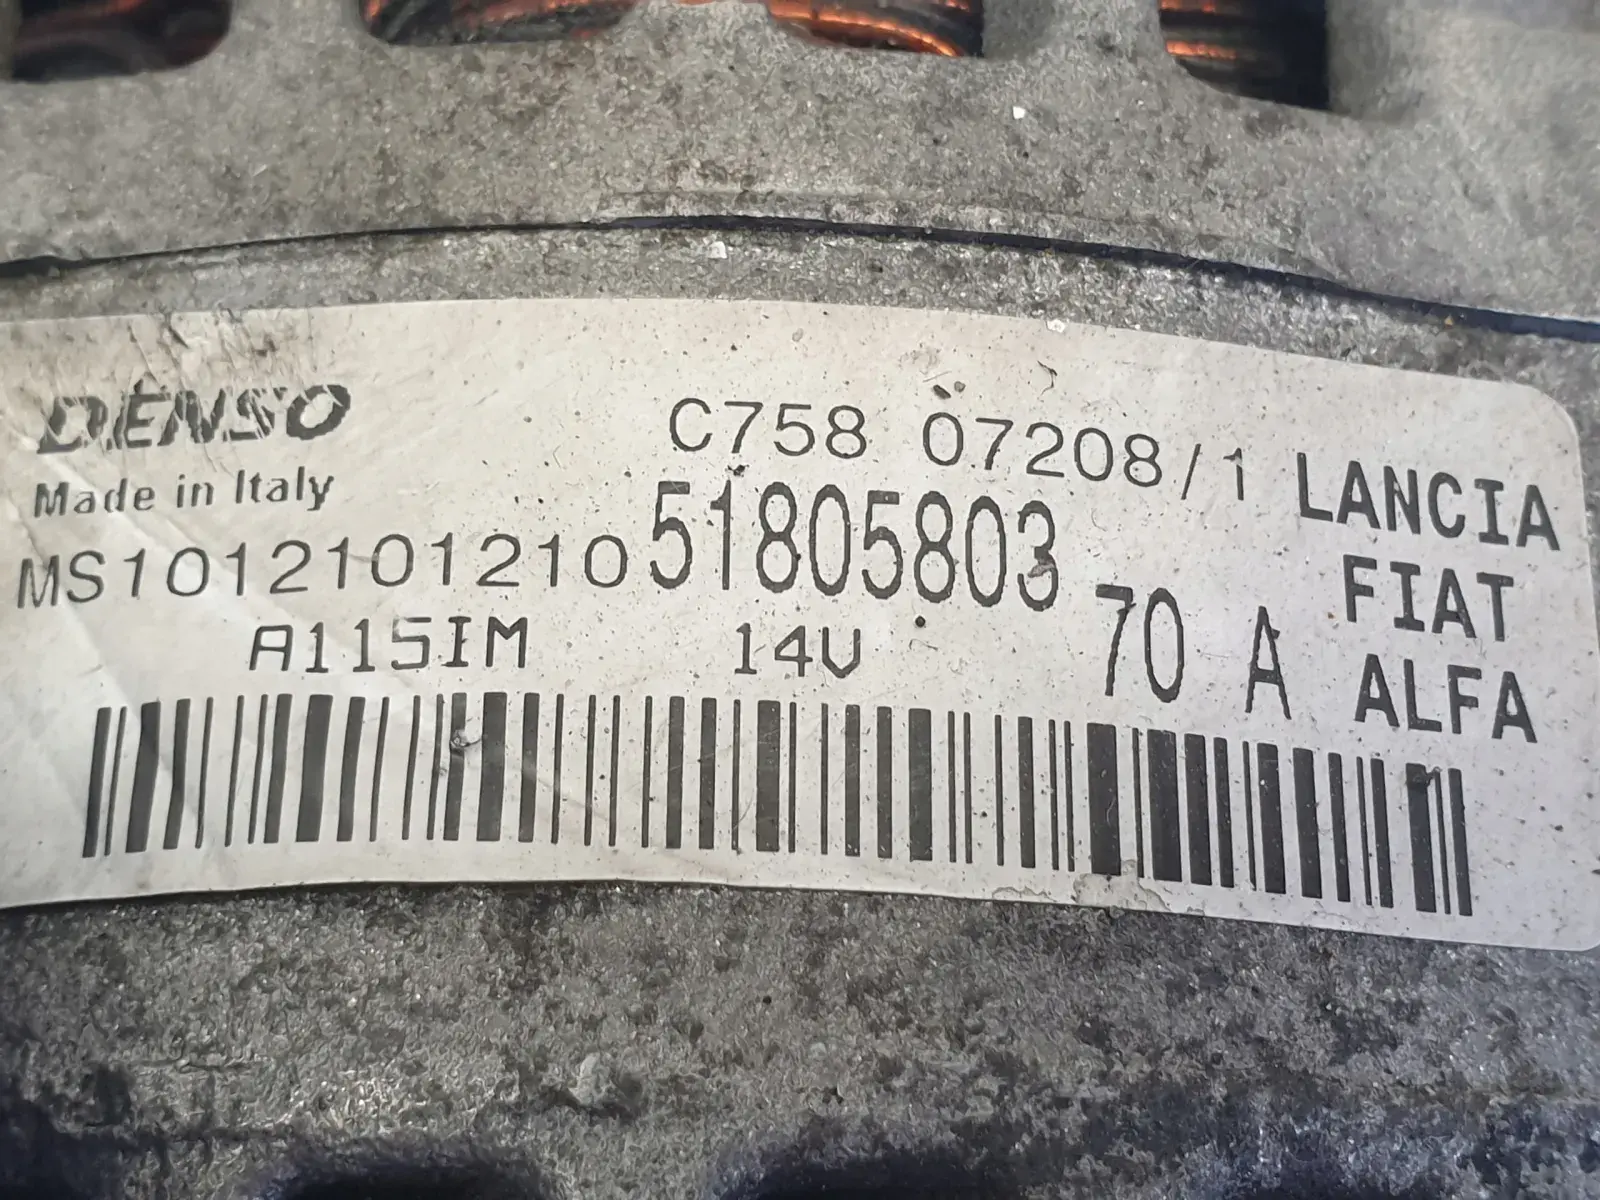 DENSO
C758 07208/1
Made in Italy
MS1012101210
51805803
70 A
A115IM
14V
LANCIA
FIAT
ALFA